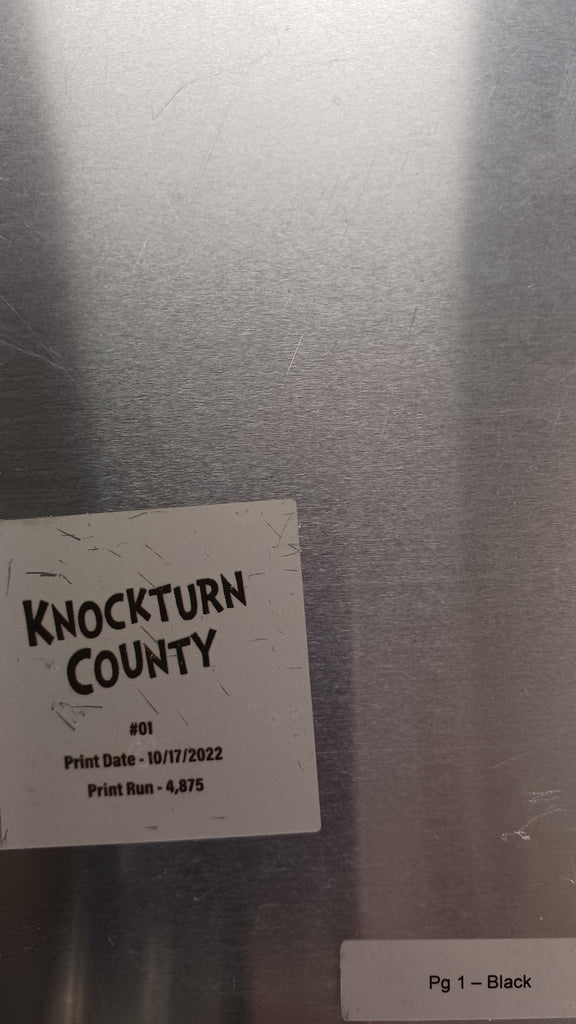 KNOCKTURN
COUNTY
#01
Print Date - 10/17/2022
Print Run - 4,875
Pg 1 – Black